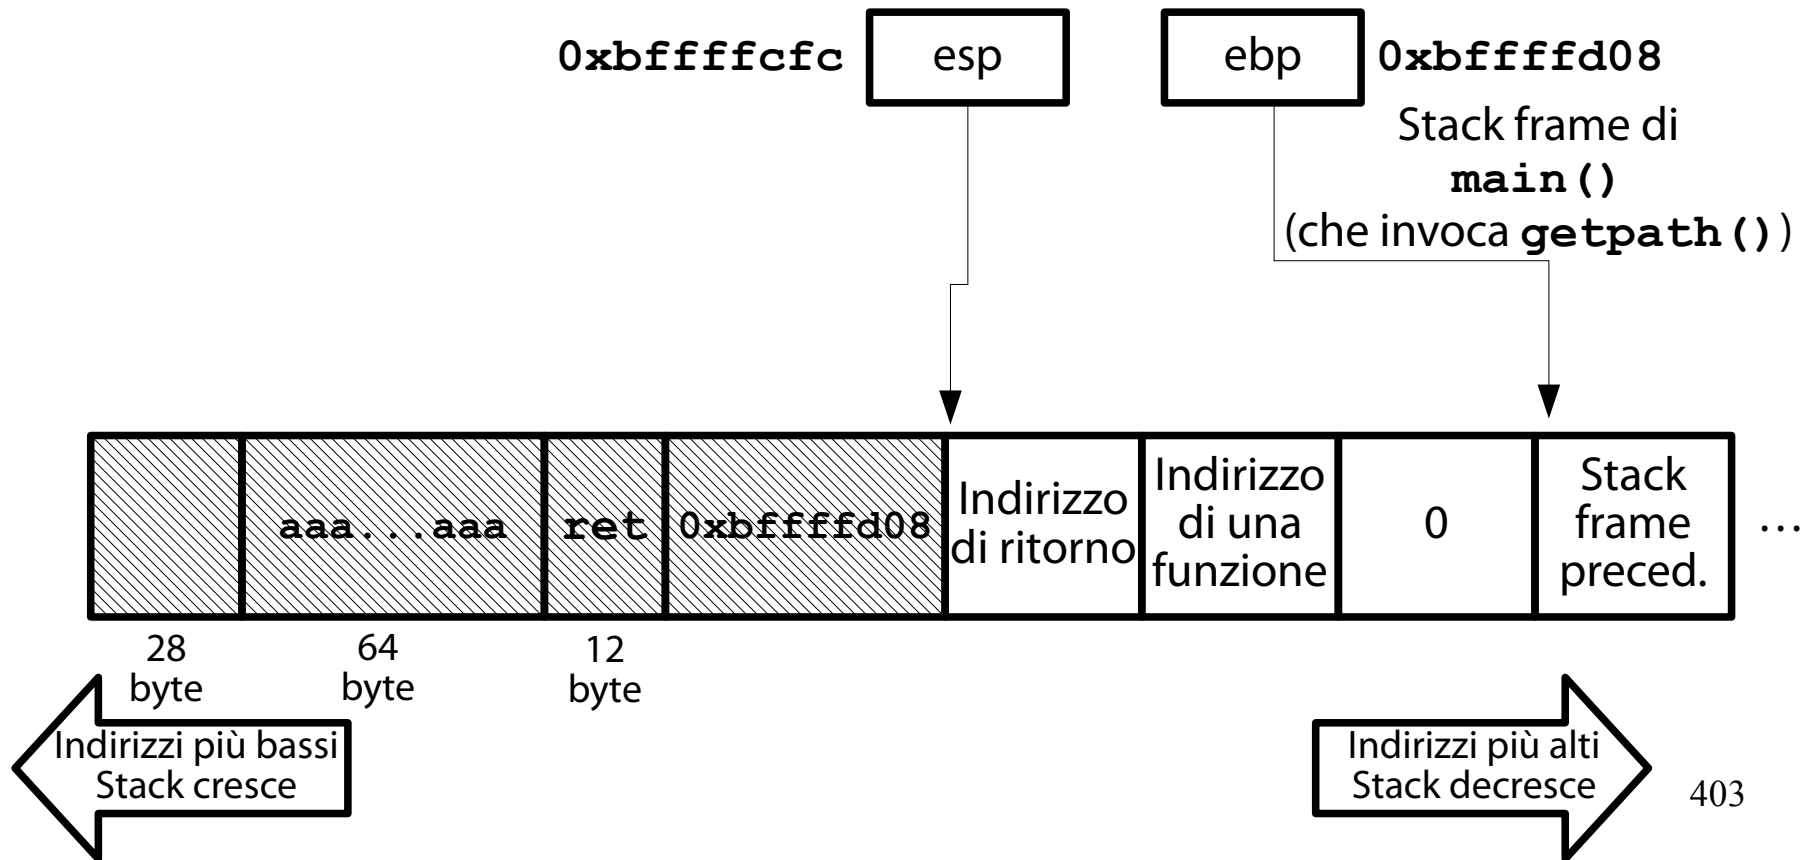 0xbffffcfc
esp
ebp
0xbffffd08
Stack frame di
main()
(che invoca getpath())
aaa...aaa
ret
0xbffffd08
Indirizzo
di ritorno
Indirizzo
di una
funzione
0
Stack
frame
preced.
...
28
byte
64
byte
12
byte
Indirizzi più bassi
Stack cresce
Indirizzi più alti
Stack decresce
403